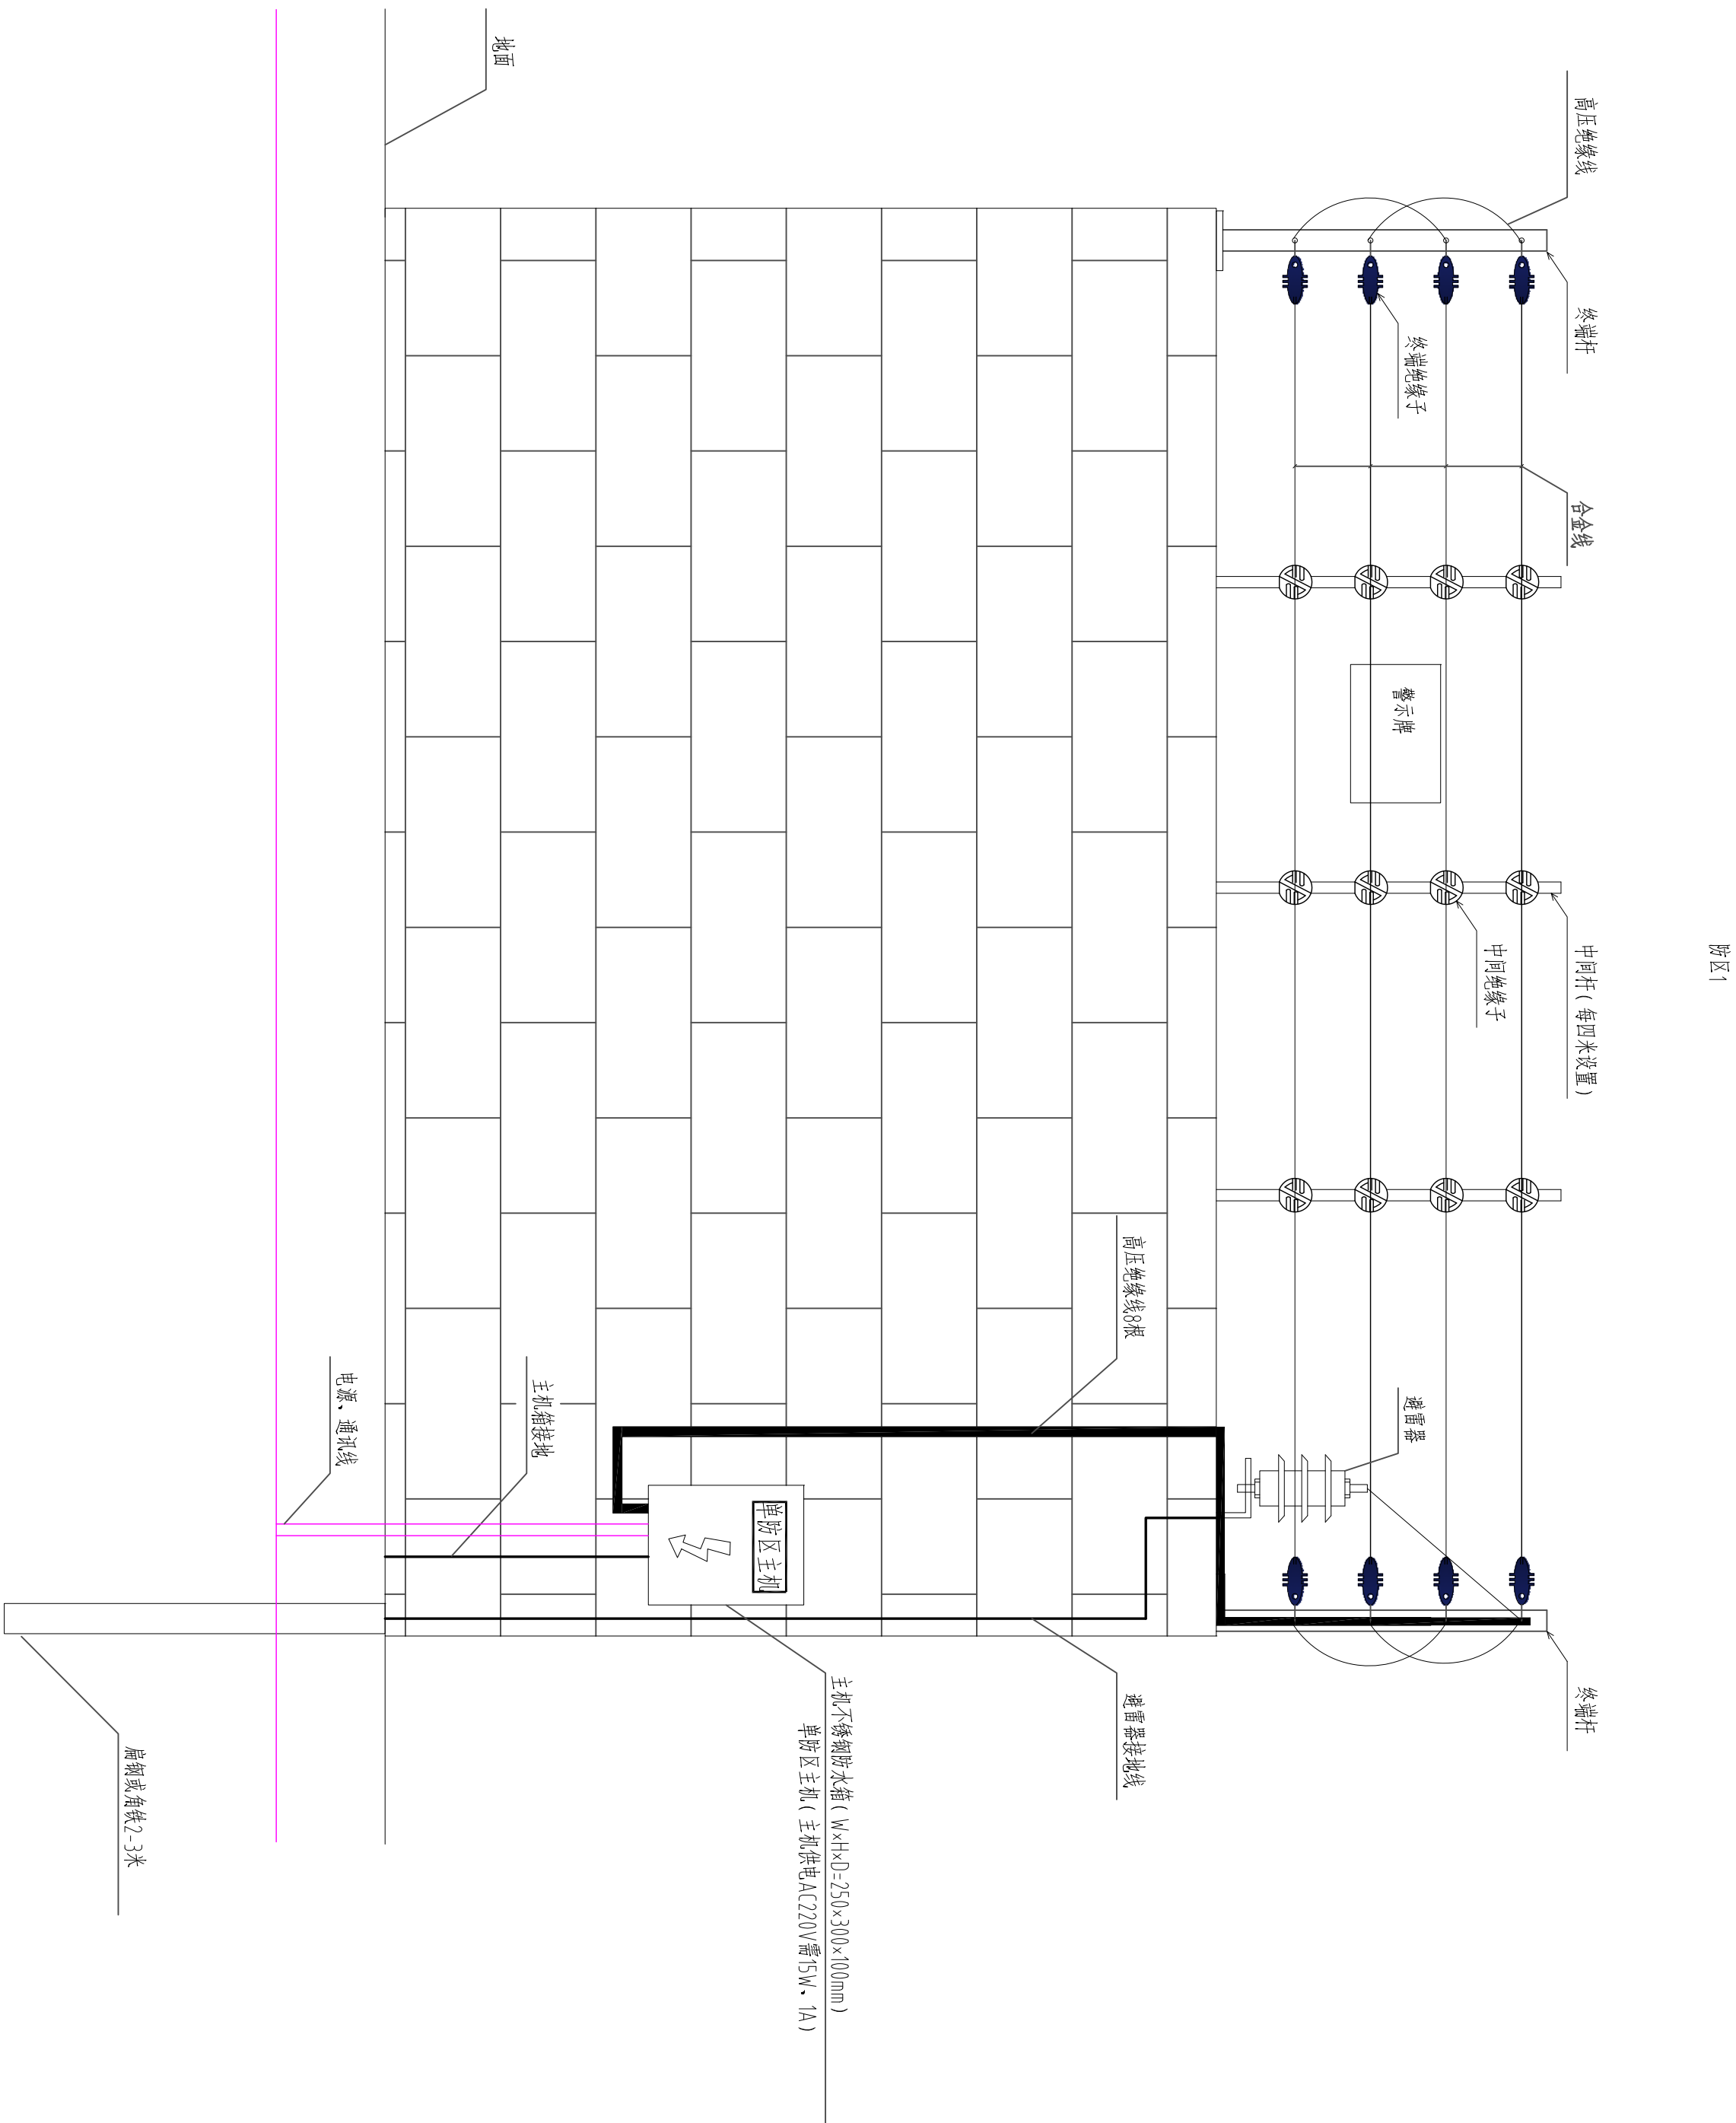 防区1
高压绝缘线
终端杆
合金线
中间杆(每四米设置)
终端杆
终端绝缘子
中间绝缘子
警示牌
避雷器
高压绝缘线8根
避雷器接地线
主机不锈钢防水箱(WxHxD=250x300x100mm)
单防区主机(主机供电AC220V需15W、1A)
单防区主机
地面
主机箱接地
电源、通讯线
扁钢或角铁2-3米